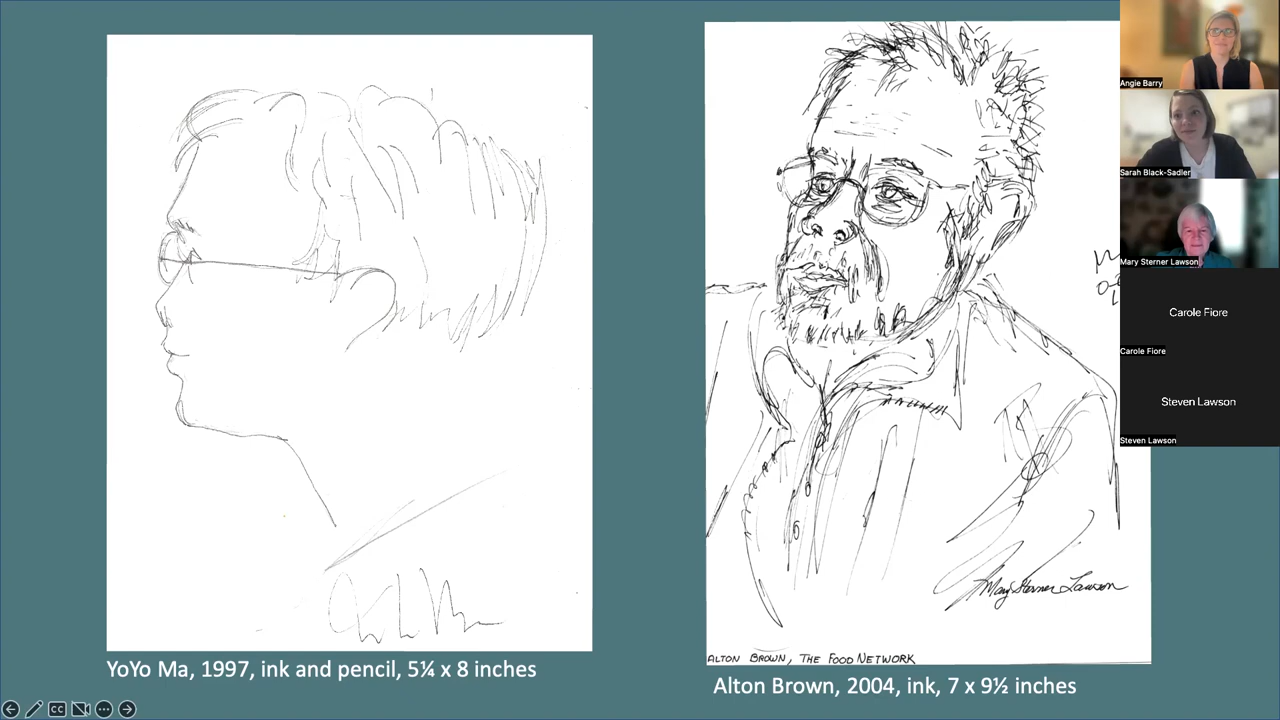 YoYo Ma, 1997, ink and pencil, 5¼ x 8 inches
Mary Sterner Lawson
ALTON BROWN, THE FOOD NETWORK
Alton Brown, 2004, ink, 7 x 9½ inches
Angie Barry
Sarah Black-Sadler
Mary Sterner Lawson
Carole Fiore
Carole Fiore
Steven Lawson
Steven Lawson
CC